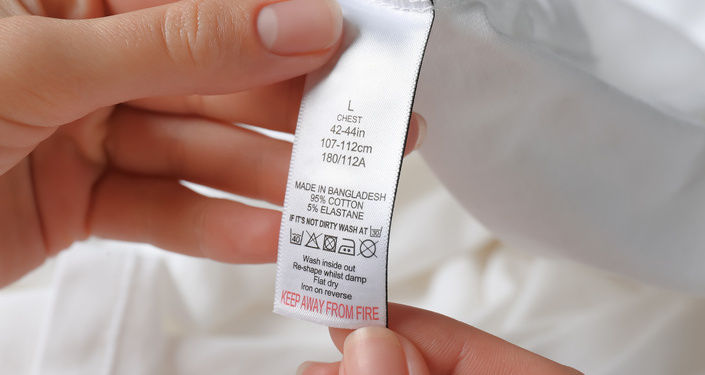 L
CHEST
42-44in
107-112cm
180/112A
MADE IN BANGLADESH
95% COTTON
5% ELASTANE
IF IT'S NOT DIRTY WASH AT 30
40
Wash inside out
Re-shape whilst damp
Flat dry
Iron on reverse
KEEP AWAY FROM FIRE